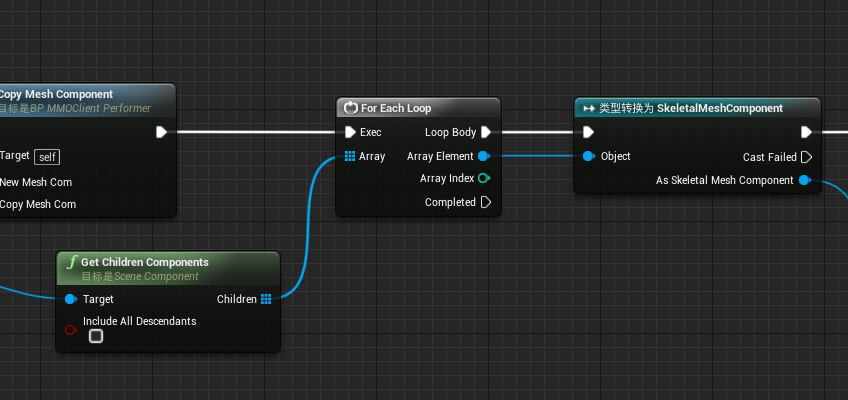 Copy Mesh Component
目标是BP MMOClient Performer
Target self
New Mesh Com
Copy Mesh Com
For Each Loop
Exec
Loop Body
Array
Array Element
Array Index
Completed
类型转换为 SkeletalMeshComponent
Object
Cast Failed
As Skeletal Mesh Component
f Get Children Components
目标是Scene Component
Target
Children
Include All Descendants